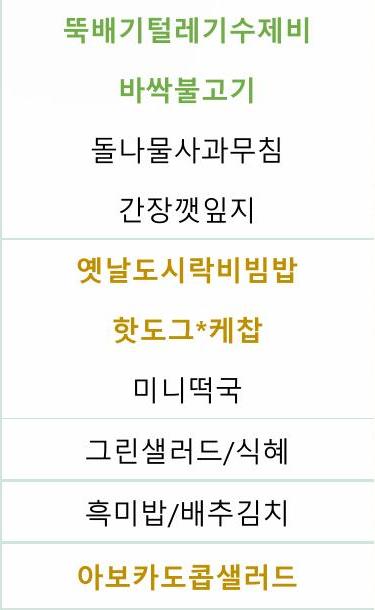 뚝배기털레기수제비
바싹불고기
돌나물사과무침
간장깻잎지
옛날도시락비빔밥
핫도그*케찹
미니떡국
그린샐러드/식혜
흑미밥/배추김치
아보카도콥샐러드